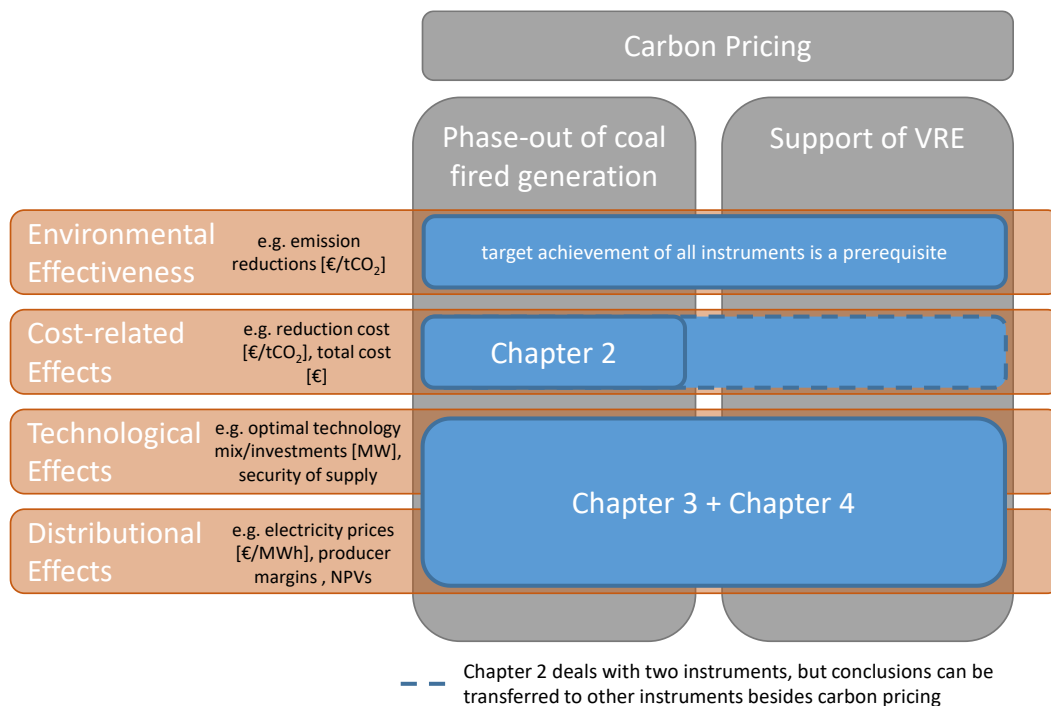 Carbon Pricing
Phase-out of coal
fired generation
Support of VRE
Environmental
Effectiveness
e.g. emission
reductions [€/tCO₂]
target achievement of all instruments is a prerequisite
Cost-related
Effects
e.g. reduction cost
[€/tCO₂], total cost
[€]
Chapter 2
Technological
Effects
e.g. optimal technology
mix/investments [MW],
security of supply
Chapter 3 + Chapter 4
Distributional
Effects
e.g. electricity prices
[€/MWh], producer
margins , NPVs
Chapter 2 deals with two instruments, but conclusions can be
transferred to other instruments besides carbon pricing